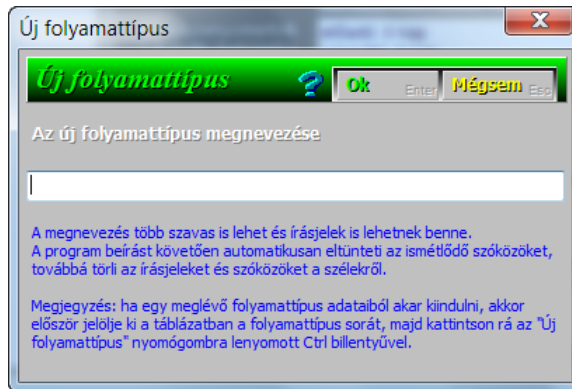 Új folyamattípus
Új folyamattípus
Ok Enter Mégsem Esc
Az új folyamattípus megnevezése
A megnevezés több szavas is lehet és írásjelek is lehetnek benne.
A program beírást követően automatikusan eltünteti az ismétlődő szóközöket,
továbbá törli az írásjeleket és szóközöket a szélekről.
Megjegyzés: ha egy meglévő folyamattípus adataiból akar kiindulni, akkor
először jelölje ki a táblázatban a folyamattípus sorát, majd kattintson rá az "Új
folyamattípus" nyomógombra lenyomott Ctrl billentyűvel.